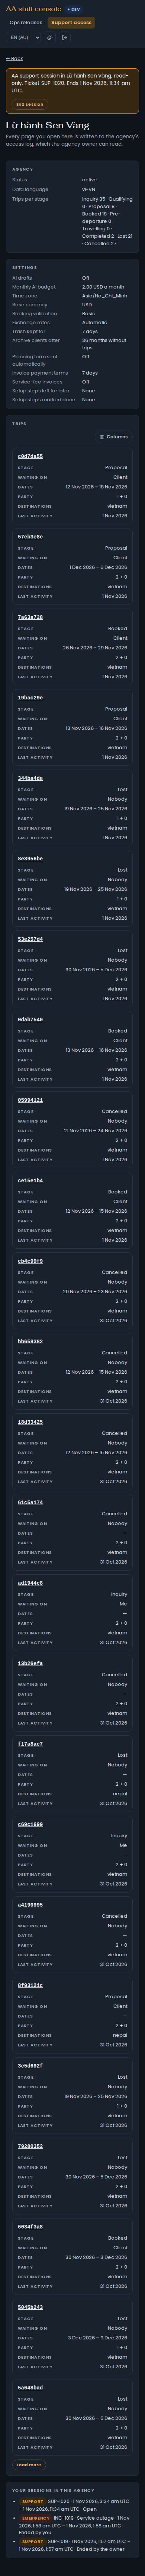 AA staff console • DEV
Ops releases Support access
EN (AU)
← Back
AA support session in Lữ hành Sen Vàng, read-only. Ticket SUP-1020. Ends 1 Nov 2026, 11:34 am UTC.
End session
Lữ hành Sen Vàng
Every page you open here is written to the agency's own access log, which the agency owner can read.
AGENCY
Status active
Data language vi-VN
Trips per stage Inquiry 35 · Qualifying 0 · Proposal 8 · Booked 18 · Pre-departure 0 · Travelling 0 · Completed 2 · Lost 21 · Cancelled 27
SETTINGS
AI drafts Off
Monthly AI budget 2.00 USD a month
Time zone Asia/Ho_Chi_Minh
Base currency USD
Booking validation Basic
Exchange rates Automatic
Trash kept for 7 days
Archive clients after 36 months without trips
Planning form sent automatically Off
Invoice payment terms 7 days
Service-fee invoices Off
Setup steps left for later None
Setup steps marked done None
TRIPS
Columns
c0d7da55
STAGE Proposal
WAITING ON Client
DATES 12 Nov 2026 – 18 Nov 2026
PARTY 1 + 0
DESTINATIONS vietnam
LAST ACTIVITY 1 Nov 2026
57eb3e8e
STAGE Proposal
WAITING ON Client
DATES 1 Dec 2026 – 6 Dec 2026
PARTY 2 + 0
DESTINATIONS vietnam
LAST ACTIVITY 1 Nov 2026
7a63a728
STAGE Booked
WAITING ON Client
DATES 26 Nov 2026 – 29 Nov 2026
PARTY 2 + 0
DESTINATIONS vietnam
LAST ACTIVITY 1 Nov 2026
19bac29e
STAGE Proposal
WAITING ON Client
DATES 13 Nov 2026 – 16 Nov 2026
PARTY 2 + 0
DESTINATIONS vietnam
LAST ACTIVITY 1 Nov 2026
344ba4de
STAGE Lost
WAITING ON Nobody
DATES 19 Nov 2026 – 25 Nov 2026
PARTY 1 + 0
DESTINATIONS vietnam
LAST ACTIVITY 1 Nov 2026
8e3956be
STAGE Lost
WAITING ON Nobody
DATES 19 Nov 2026 – 25 Nov 2026
PARTY 1 + 0
DESTINATIONS vietnam
LAST ACTIVITY 1 Nov 2026
53e257d4
STAGE Lost
WAITING ON Nobody
DATES 30 Nov 2026 – 5 Dec 2026
PARTY 2 + 0
DESTINATIONS vietnam
LAST ACTIVITY 1 Nov 2026
0dab7548
STAGE Booked
WAITING ON Client
DATES 13 Nov 2026 – 16 Nov 2026
PARTY 2 + 0
DESTINATIONS vietnam
LAST ACTIVITY 1 Nov 2026
05994121
STAGE Cancelled
WAITING ON Nobody
DATES 21 Nov 2026 – 24 Nov 2026
PARTY 2 + 0
DESTINATIONS vietnam
LAST ACTIVITY 1 Nov 2026
ce15e1b4
STAGE Booked
WAITING ON Client
DATES 12 Nov 2026 – 15 Nov 2026
PARTY 2 + 0
DESTINATIONS vietnam
LAST ACTIVITY 1 Nov 2026
cb4c99f9
STAGE Cancelled
WAITING ON Nobody
DATES 20 Nov 2026 – 23 Nov 2026
PARTY 2 + 0
DESTINATIONS vietnam
LAST ACTIVITY 31 Oct 2026
bb658382
STAGE Cancelled
WAITING ON Nobody
DATES 12 Nov 2026 – 15 Nov 2026
PARTY 2 + 0
DESTINATIONS vietnam
LAST ACTIVITY 31 Oct 2026
18d33425
STAGE Cancelled
WAITING ON Nobody
DATES 12 Nov 2026 – 15 Nov 2026
PARTY 2 + 0
DESTINATIONS vietnam
LAST ACTIVITY 31 Oct 2026
61c5a174
STAGE Cancelled
WAITING ON Nobody
DATES —
PARTY 2 + 0
DESTINATIONS vietnam
LAST ACTIVITY 31 Oct 2026
ad1944c8
STAGE Inquiry
WAITING ON Me
DATES —
PARTY 2 + 0
DESTINATIONS vietnam
LAST ACTIVITY 31 Oct 2026
13b26efa
STAGE Cancelled
WAITING ON Nobody
DATES —
PARTY 2 + 0
DESTINATIONS vietnam
LAST ACTIVITY 31 Oct 2026
f17a8ac7
STAGE Lost
WAITING ON Nobody
DATES —
PARTY 2 + 0
DESTINATIONS nepal
LAST ACTIVITY 31 Oct 2026
c69c1609
STAGE Inquiry
WAITING ON Me
DATES —
PARTY 2 + 0
DESTINATIONS vietnam
LAST ACTIVITY 31 Oct 2026
a4190995
STAGE Cancelled
WAITING ON Nobody
DATES —
PARTY 2 + 0
DESTINATIONS vietnam
LAST ACTIVITY 31 Oct 2026
8f93121c
STAGE Proposal
WAITING ON Client
DATES —
PARTY 2 + 0
DESTINATIONS nepal
LAST ACTIVITY 31 Oct 2026
3e5d692f
STAGE Lost
WAITING ON Nobody
DATES 19 Nov 2026 – 25 Nov 2026
PARTY 1 + 0
DESTINATIONS vietnam
LAST ACTIVITY 31 Oct 2026
79280352
STAGE Lost
WAITING ON Nobody
DATES 30 Nov 2026 – 5 Dec 2026
PARTY 2 + 0
DESTINATIONS vietnam
LAST ACTIVITY 31 Oct 2026
6034f3a8
STAGE Booked
WAITING ON Client
DATES 30 Nov 2026 – 3 Dec 2026
PARTY 2 + 0
DESTINATIONS vietnam
LAST ACTIVITY 31 Oct 2026
5045b243
STAGE Lost
WAITING ON Nobody
DATES 3 Dec 2026 – 9 Dec 2026
PARTY 1 + 0
DESTINATIONS vietnam
LAST ACTIVITY 31 Oct 2026
5a648bad
STAGE Lost
WAITING ON Nobody
DATES 30 Nov 2026 – 5 Dec 2026
PARTY 2 + 0
DESTINATIONS vietnam
LAST ACTIVITY 31 Oct 2026
Load more
YOUR SESSIONS IN THIS AGENCY
SUPPORT SUP-1020 · 1 Nov 2026, 3:34 am UTC – 1 Nov 2026, 11:34 am UTC · Open
EMERGENCY INC-1019 · Service outage · 1 Nov 2026, 1:58 am UTC – 1 Nov 2026, 1:58 am UTC · Ended by you
SUPPORT SUP-1019 · 1 Nov 2026, 1:57 am UTC – 1 Nov 2026, 1:57 am UTC · Ended by the owner